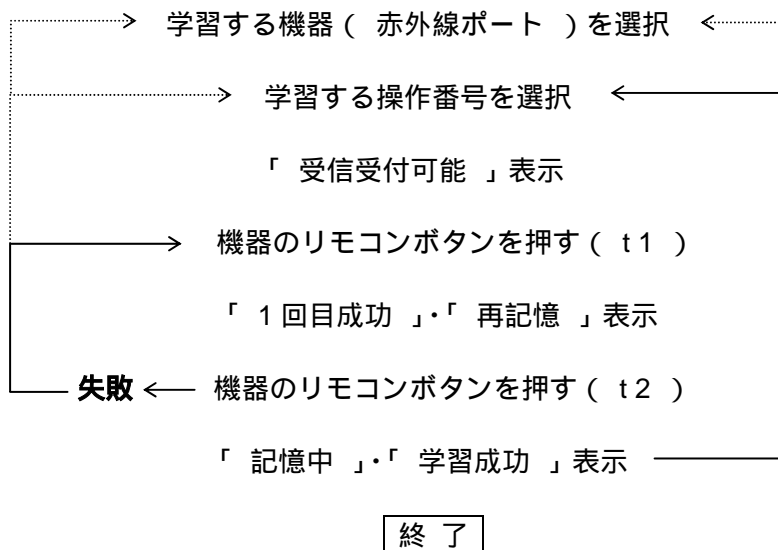 学習する機器( 赤外線ポート )を選択
学習する操作番号を選択
「 受信受付可能 」表示
機器のリモコンボタンを押す( t1 )
「 1回目成功 」・「 再記憶 」表示
失敗 機器のリモコンボタンを押す( t2 )
「 記憶中 」・「 学習成功 」表示
終 了